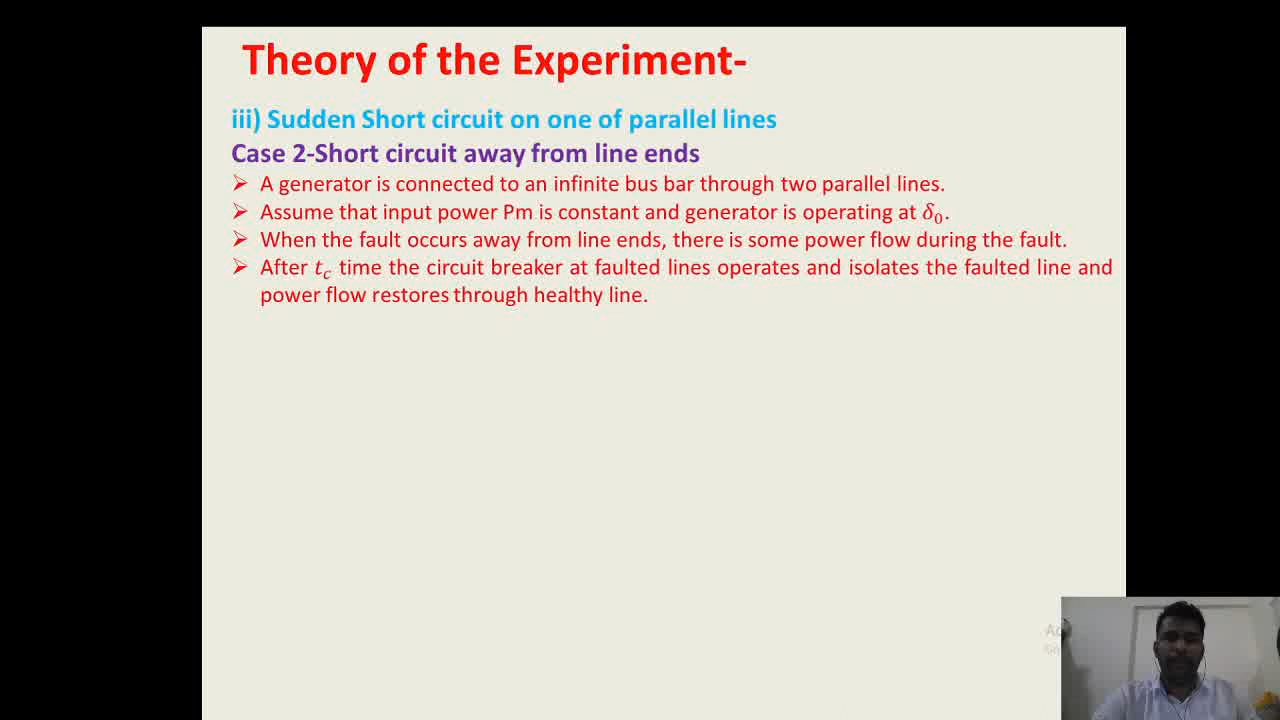 Theory of the Experiment-
iii) Sudden Short circuit on one of parallel lines
Case 2-Short circuit away from line ends
➢ A generator is connected to an infinite bus bar through two parallel lines.
➢ Assume that input power Pm is constant and generator is operating at δ₀.
➢ When the fault occurs away from line ends, there is some power flow during the fault.
➢ After t_c time the circuit breaker at faulted lines operates and isolates the faulted line and
power flow restores through healthy line.